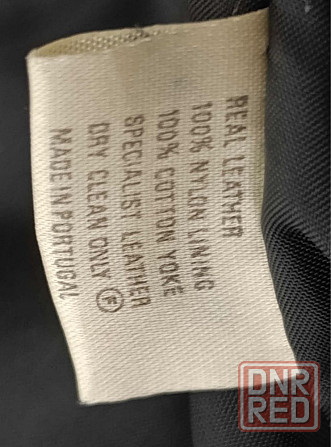 REAL LEATHER
100% NYLON LINING
100% COTTON YOKE
SPECIALIST LEATHER
DRY CLEAN ONLY Ⓕ
MADE IN PORTUGAL
DNR
RED